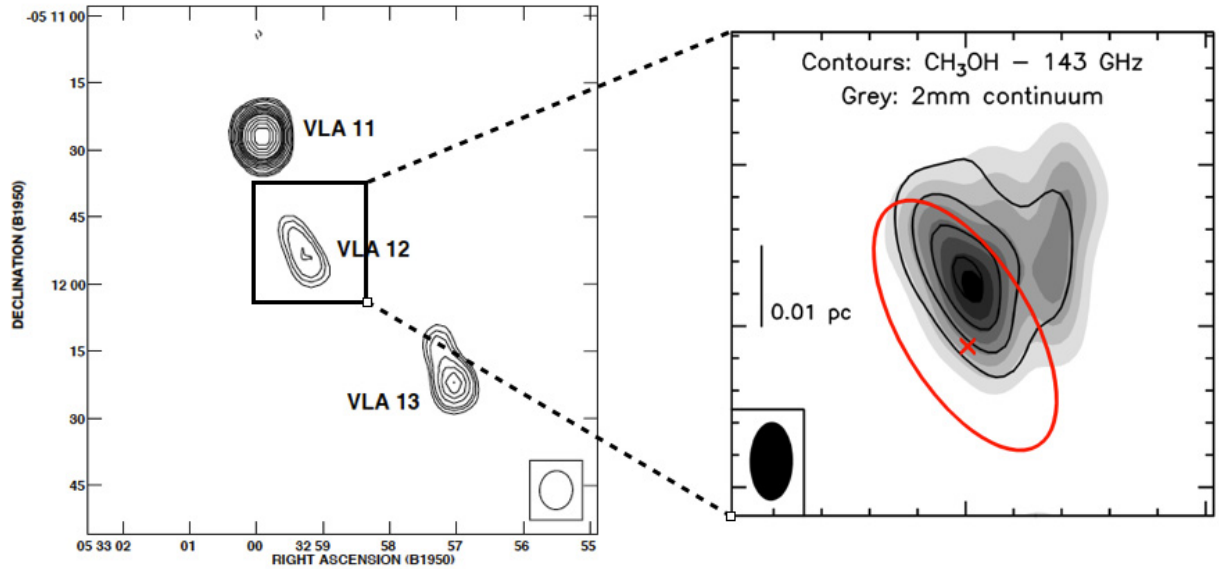 -05 11 00
15
30
45
12 00
15
30
45
DECLINATION (B1950)
VLA 11
VLA 12
VLA 13
05 33 02
01
00
32 59
57
56
55
RIGHT ASCENSION (B1950)
Contours: CH₃OH – 143 GHz
Grey: 2mm continuum
0.01 pc